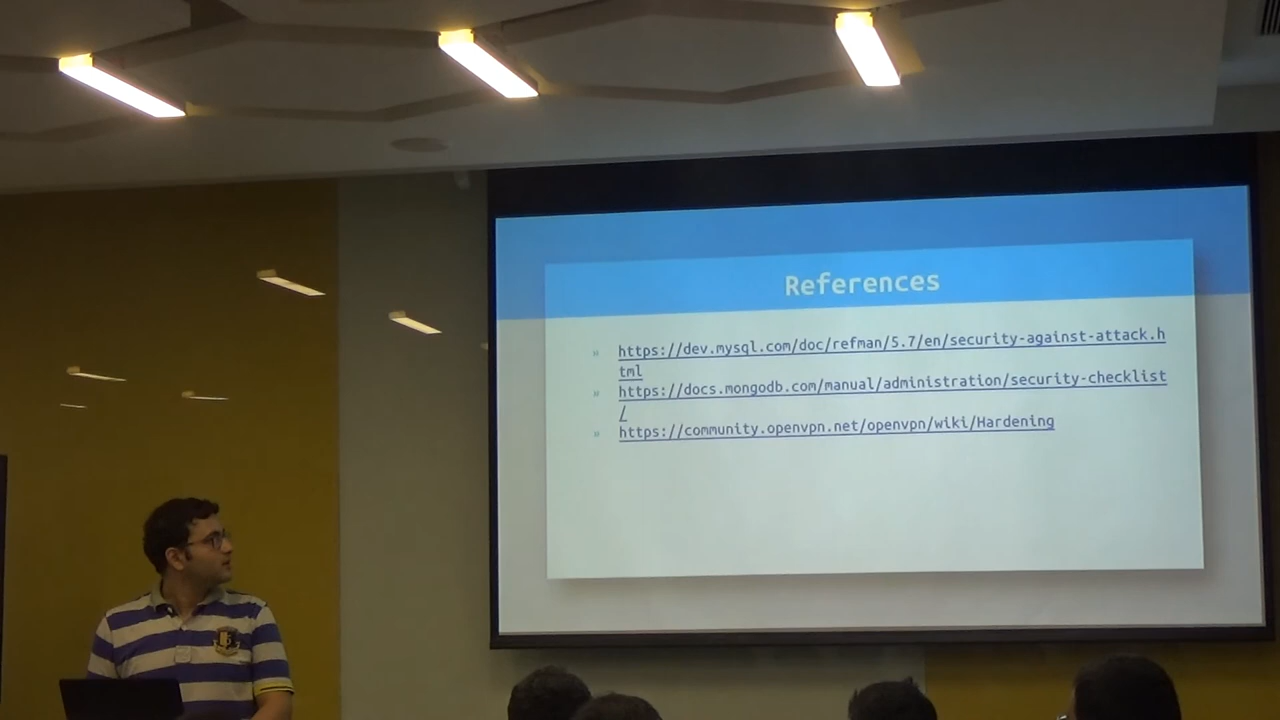 References
» https://dev.mysql.com/doc/refman/5.7/en/security-against-attack.h
tml
» https://docs.mongodb.com/manual/administration/security-checklist
/
» https://community.openvpn.net/openvpn/wiki/Hardening